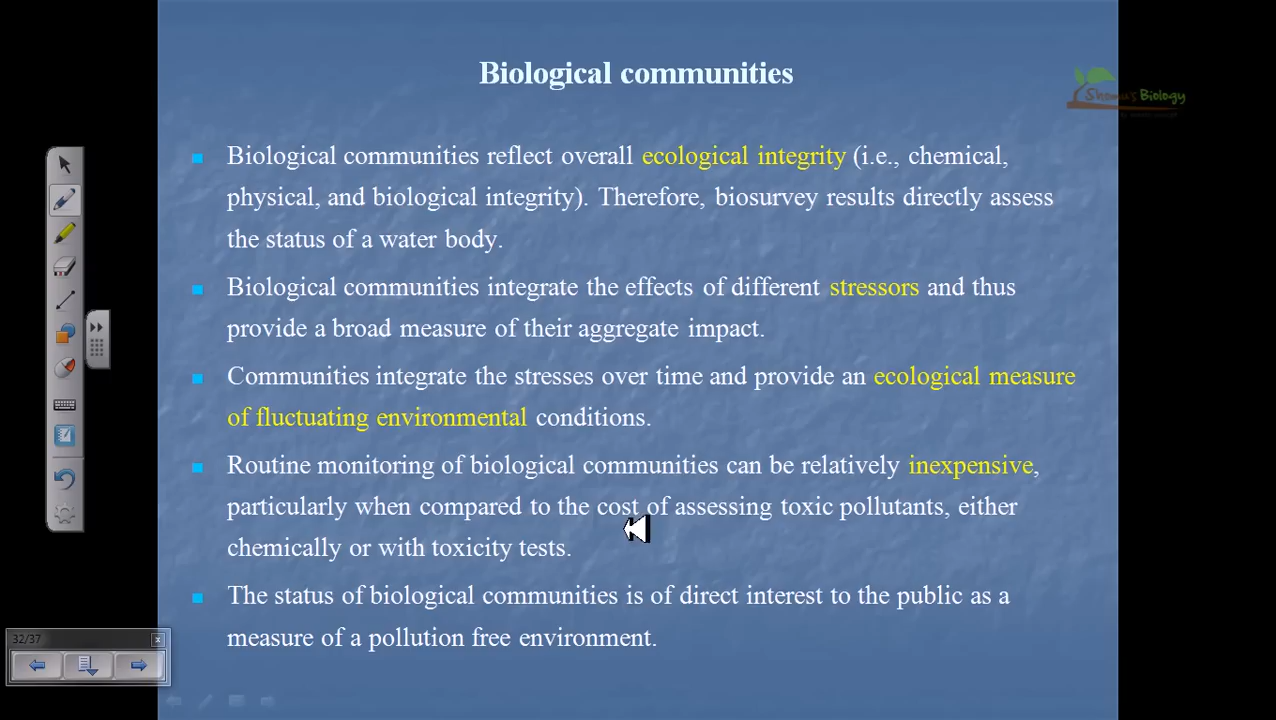 Biological communities
Shomu's Biology
Biological communities reflect overall ecological integrity (i.e., chemical,
physical, and biological integrity). Therefore, biosurvey results directly assess
the status of a water body.
Biological communities integrate the effects of different stressors and thus
provide a broad measure of their aggregate impact.
Communities integrate the stresses over time and provide an ecological measure
of fluctuating environmental conditions.
Routine monitoring of biological communities can be relatively inexpensive,
particularly when compared to the cost of assessing toxic pollutants, either
chemically or with toxicity tests.
The status of biological communities is of direct interest to the public as a
measure of a pollution free environment.
32/37